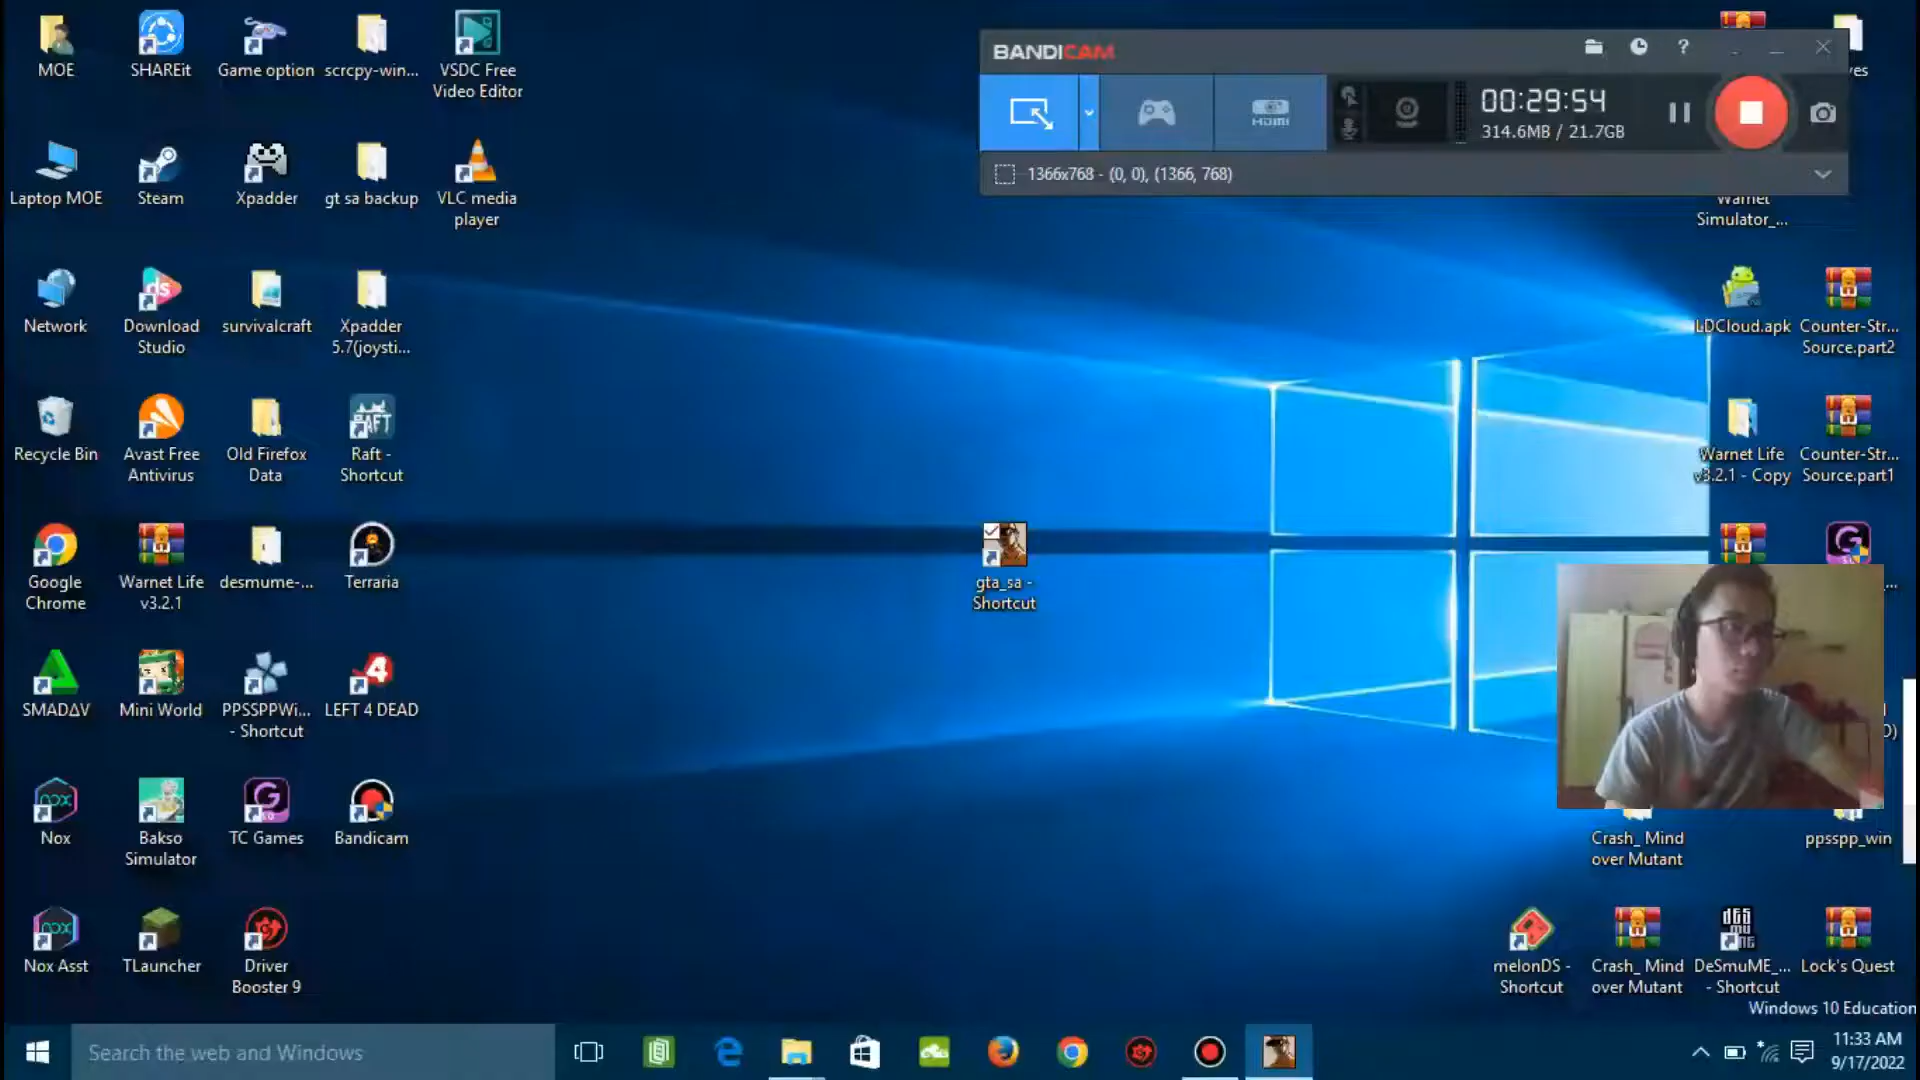 MOE
SHAREit
Game option
scrcpy-win...
VSDC Free
Video Editor
Laptop MOE
Steam
Xpadder
gt sa backup
VLC media
player
Network
Download
Studio
survivalcraft
Xpadder
5.7(joysti...
Recycle Bin
Avast Free
Antivirus
Old Firefox
Data
RAFT
Raft -
Shortcut
Google
Chrome
Warnet Life
v3.2.1
desmume-...
Terraria
SMADΔV
Mini World
PPSSPPWi...
- Shortcut
LEFT 4 DEAD
nox
Nox
Bakso
Simulator
TC Games
Bandicam
nox
Nox Asst
TLauncher
Driver
Booster 9
gta_sa -
Shortcut
BANDICAM
?
HDMI
00:29:54
314.6MB / 21.7GB
1366x768 - (0, 0), (1366, 768)
Warnet
Simulator_...
LDCloud.apk
Counter-Str...
Source.part2
Warnet Life
v3.2.1 - Copy
Counter-Str...
Source.part1
Crash_ Mind
over Mutant
ppsspp_win
melonDS -
Shortcut
Crash_ Mind
over Mutant
DeSmuME_...
- Shortcut
Lock's Quest
Windows 10 Education
Search the web and Windows
11:33 AM
9/17/2022